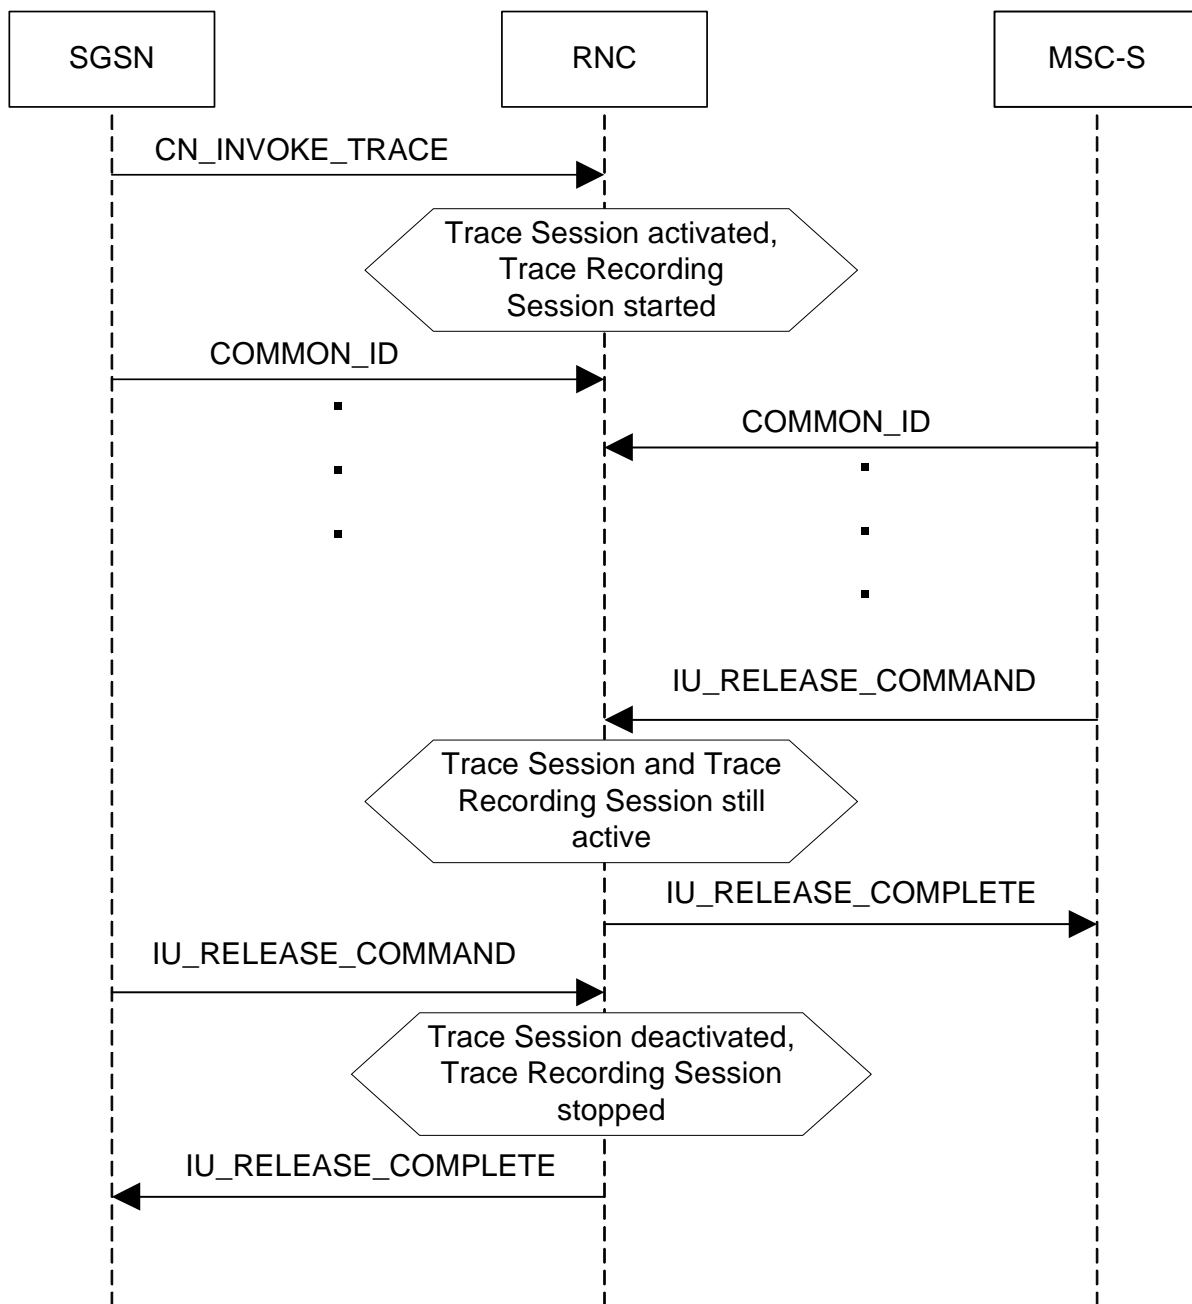 SGSN
RNC
MSC-S
CN_INVOKE_TRACE
Trace Session activated,
Trace Recording
Session started
COMMON_ID
COMMON_ID
IU_RELEASE_COMMAND
Trace Session and Trace
Recording Session still
active
IU_RELEASE_COMPLETE
IU_RELEASE_COMMAND
Trace Session deactivated,
Trace Recording Session
stopped
IU_RELEASE_COMPLETE